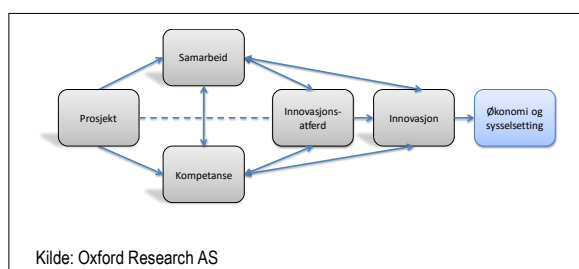 Samarbeid
Prosjekt
Innovasjons-
atferd
Innovasjon
Økonomi og
sysselsetting
Kompetanse
Kilde: Oxford Research AS